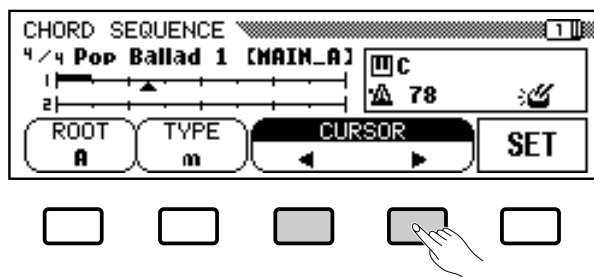 CHORD SEQUENCE 1
4/4 Pop Ballad 1 [MAIN_A]
C
1
78
2
ROOT TYPE CURSOR SET
A m